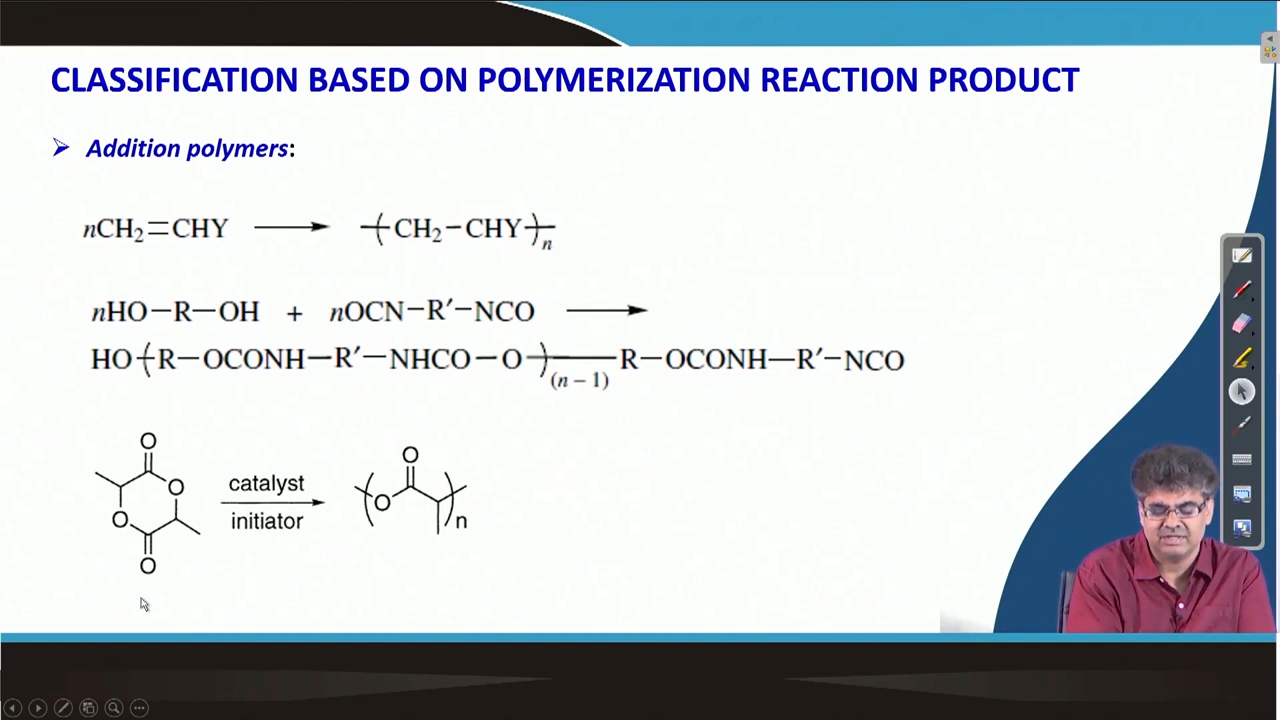 CLASSIFICATION BASED ON POLYMERIZATION REACTION PRODUCT
Addition polymers:
nCH₂=CHY ⟶ —(CH₂−CHY)—ₙ
nHO−R−OH + nOCN−R′−NCO ⟶
HO—(R−OCONH−R′−NHCO−O)—₍ₙ₋₁₎—R−OCONH−R′−NCO
O
O
O
O
catalyst
initiator
O
O
n